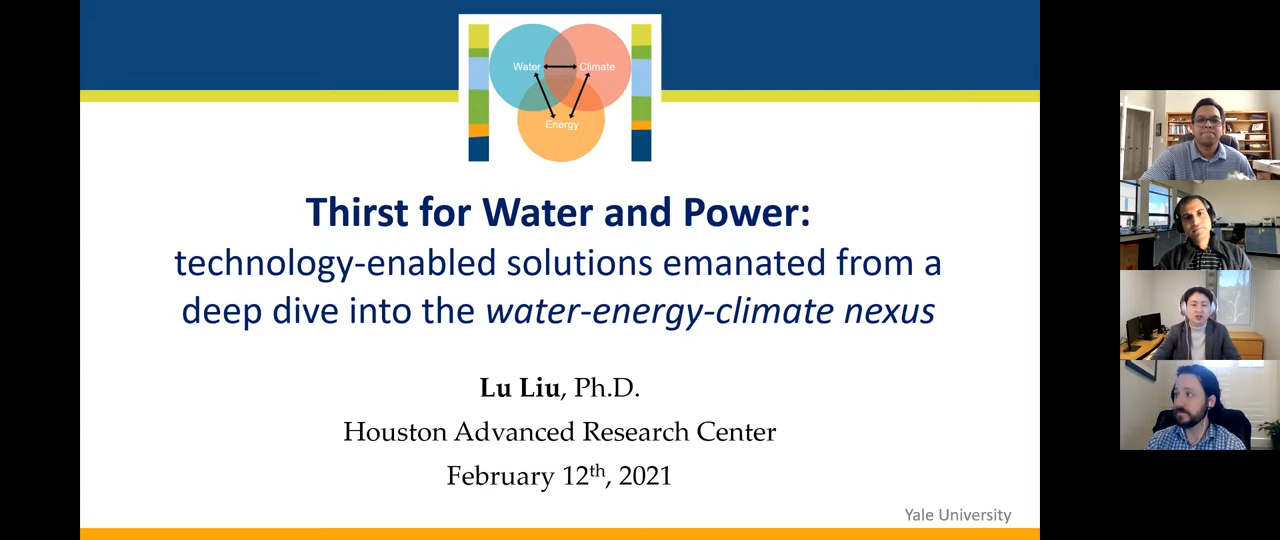 Water
Climate
Energy
Thirst for Water and Power:
technology-enabled solutions emanated from a
deep dive into the water-energy-climate nexus
Lu Liu, Ph.D.
Houston Advanced Research Center
February 12th, 2021
Yale University